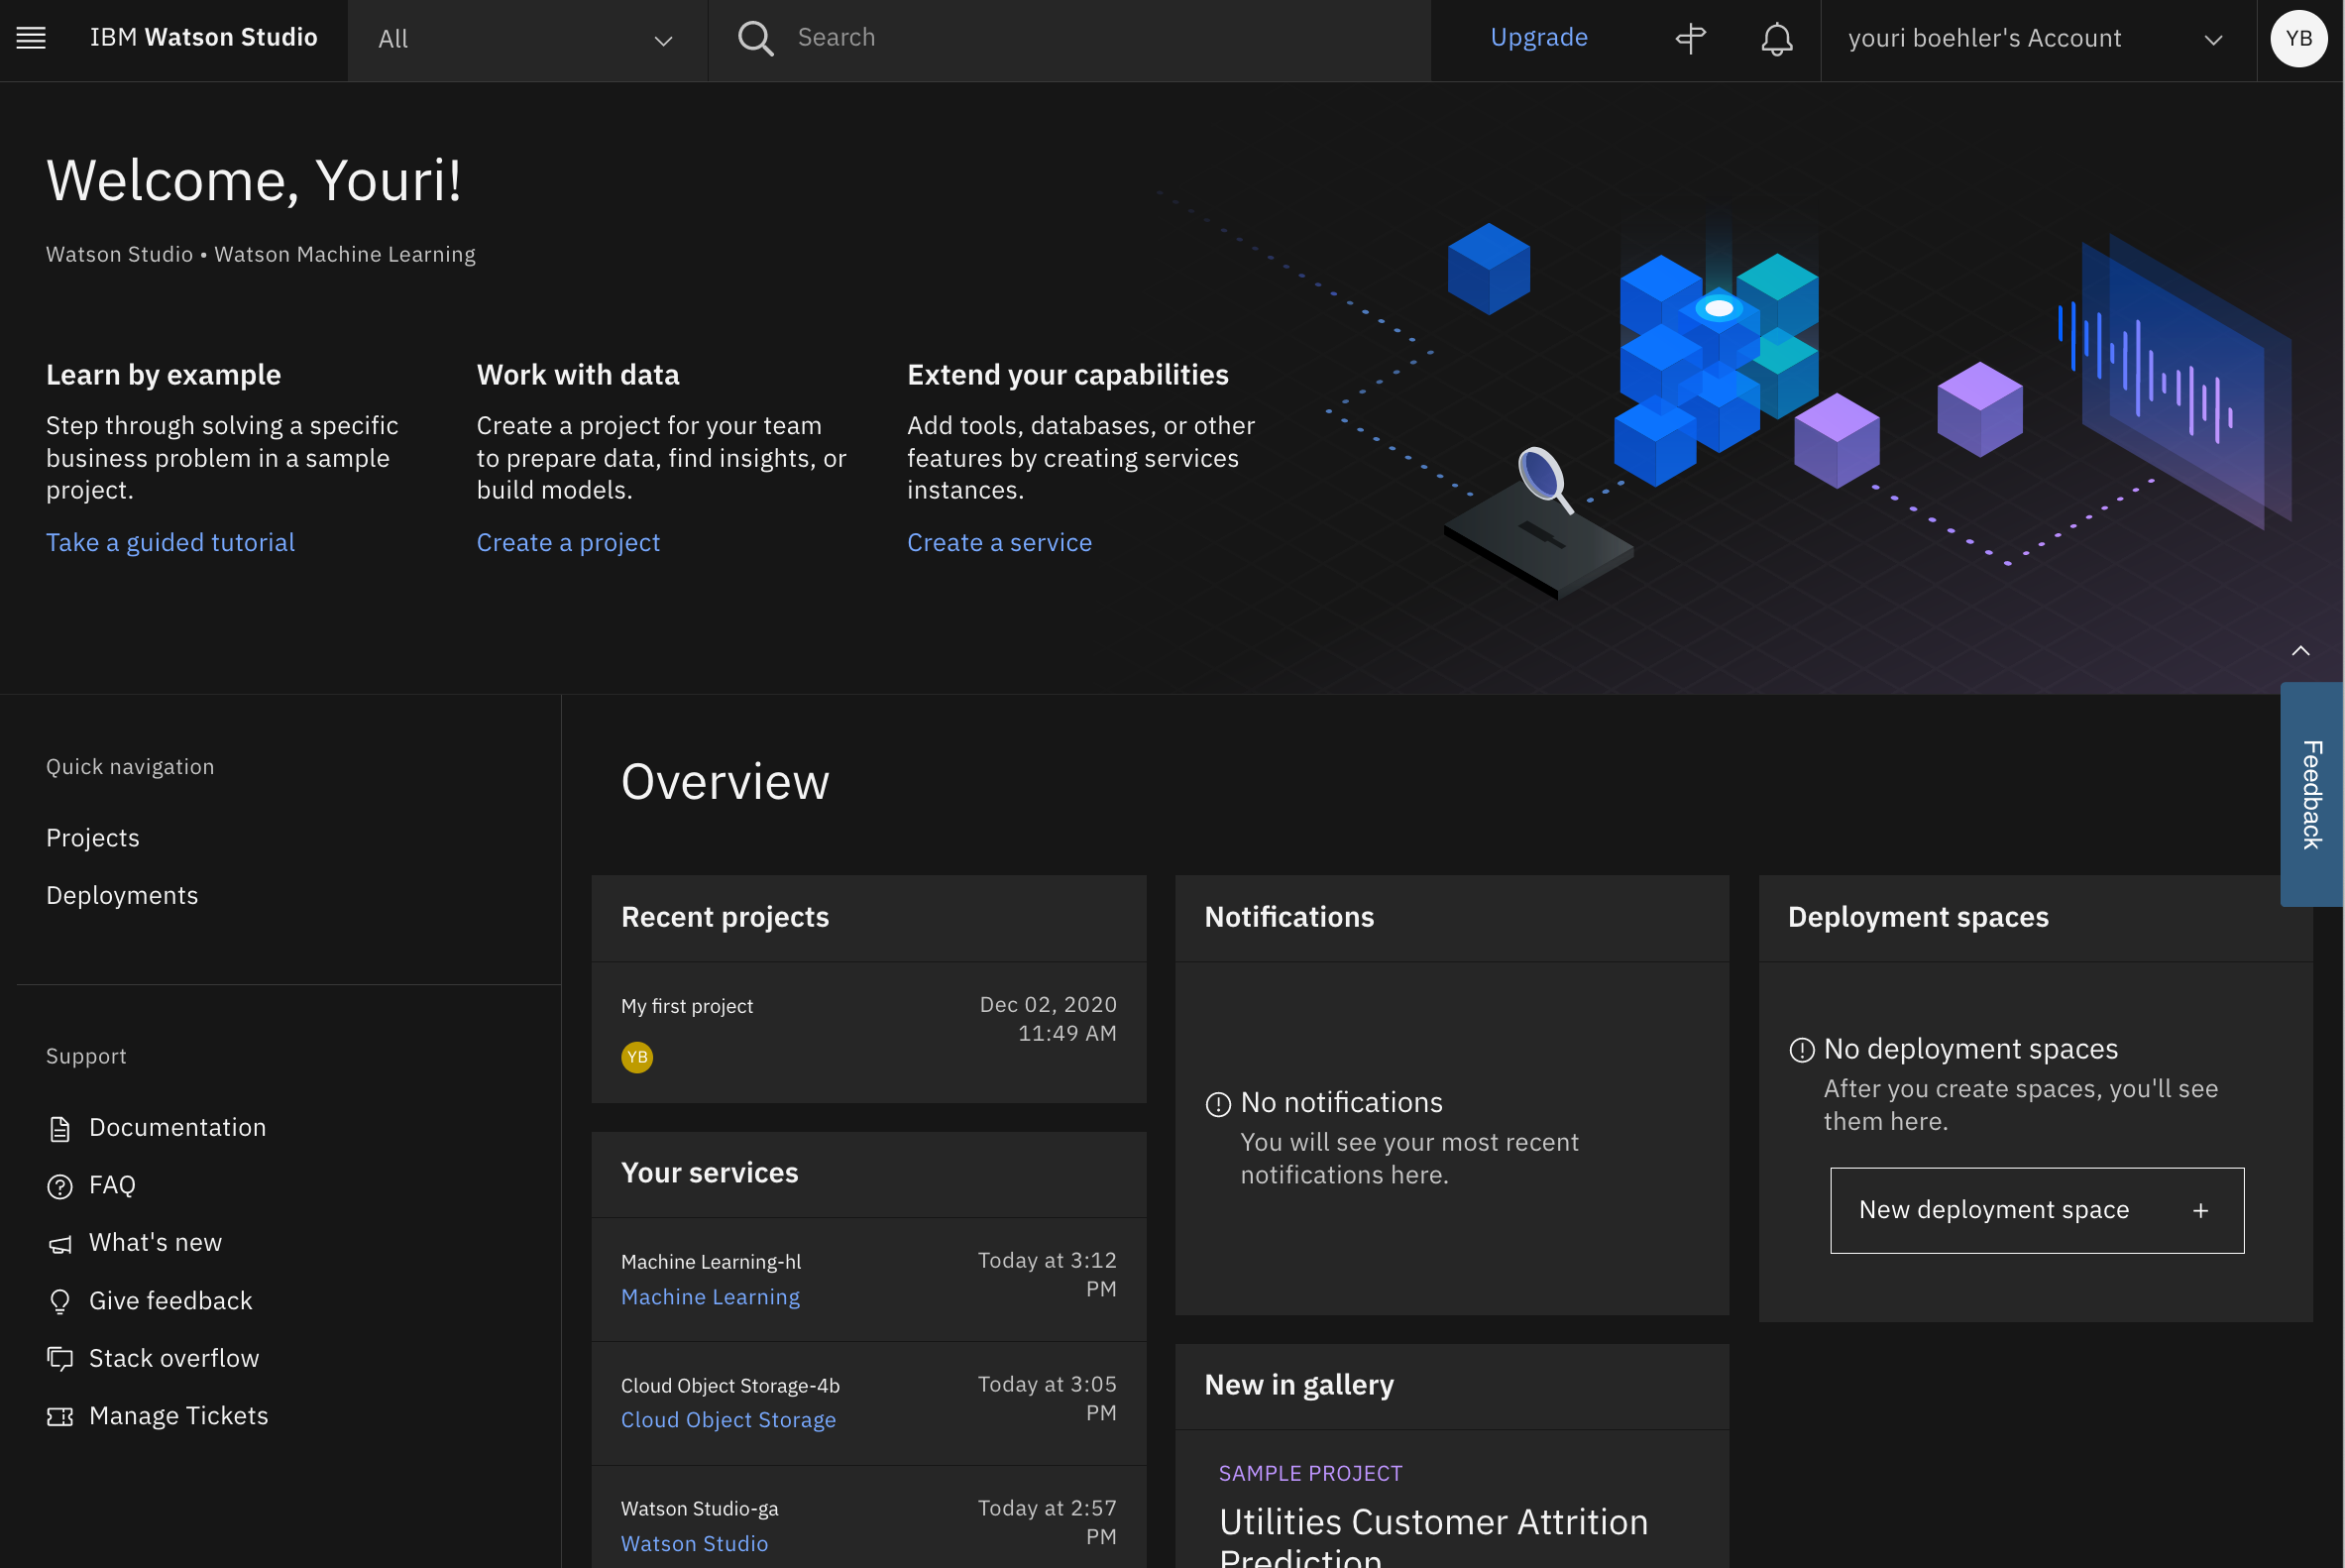 IBM Watson Studio
All
Search
Upgrade
youri boehler's Account
YB
Welcome, Youri!
Watson Studio • Watson Machine Learning
Learn by example
Step through solving a specific
business problem in a sample
project.
Take a guided tutorial
Work with data
Create a project for your team
to prepare data, find insights, or
build models.
Create a project
Extend your capabilities
Add tools, databases, or other
features by creating services
instances.
Create a service
Feedback
Quick navigation
Projects
Deployments
Support
Documentation
FAQ
What's new
Give feedback
Stack overflow
Manage Tickets
Overview
Recent projects
My first project
Dec 02, 2020
11:49 AM
YB
Your services
Machine Learning-hl
Machine Learning
Today at 3:12
PM
Cloud Object Storage-4b
Cloud Object Storage
Today at 3:05
PM
Watson Studio-ga
Watson Studio
Today at 2:57
PM
Notifications
No notifications
You will see your most recent
notifications here.
New in gallery
SAMPLE PROJECT
Utilities Customer Attrition
Prediction
Deployment spaces
No deployment spaces
After you create spaces, you'll see
them here.
New deployment space +